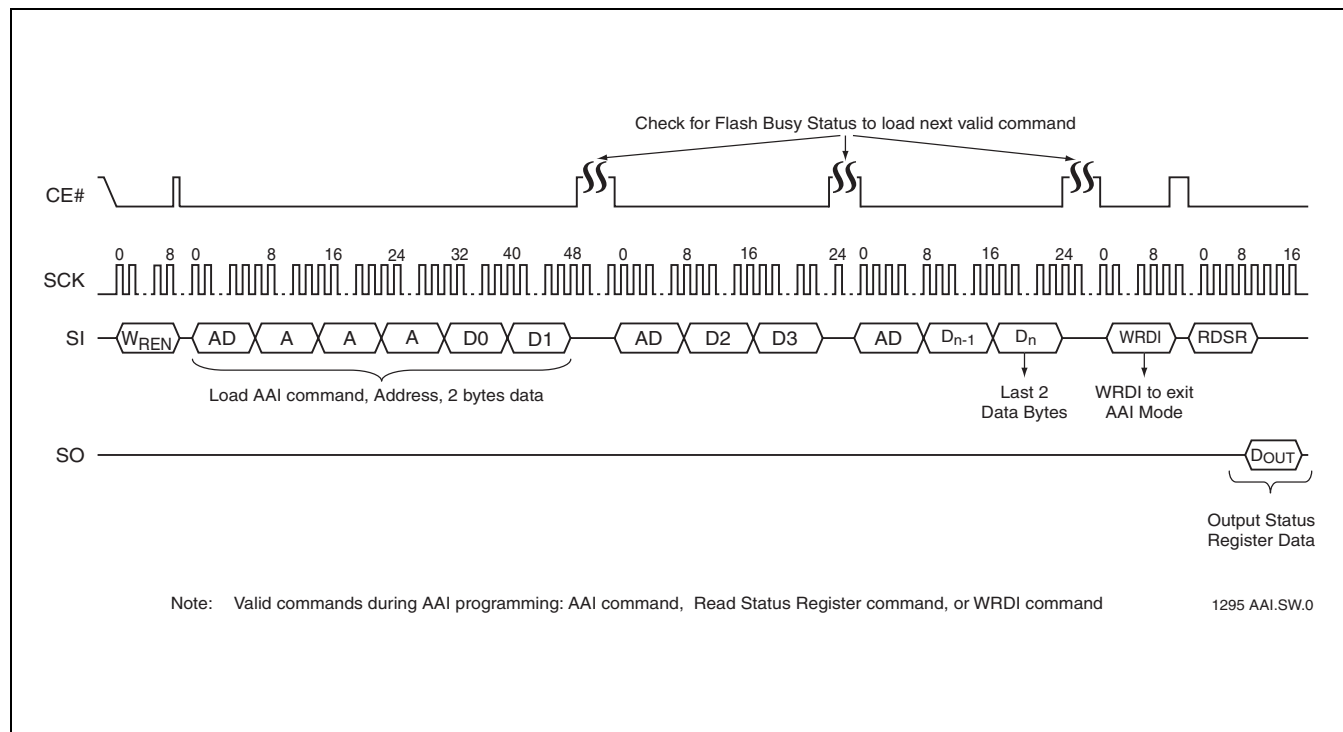 Check for Flash Busy Status to load next valid command
CE#
0 8 0 8 16 24 32 40 48 0 8 16 24 0 8 16 24 0 8 0 8 16
SCK
SI WREN AD A A A D0 D1 AD D2 D3 AD Dn-1 Dn WRDI RDSR
Load AAI command, Address, 2 bytes data
Last 2
Data Bytes
WRDI to exit
AAI Mode
SO DOUT
Output Status
Register Data
Note: Valid commands during AAI programming: AAI command, Read Status Register command, or WRDI command
1295 AAI.SW.0